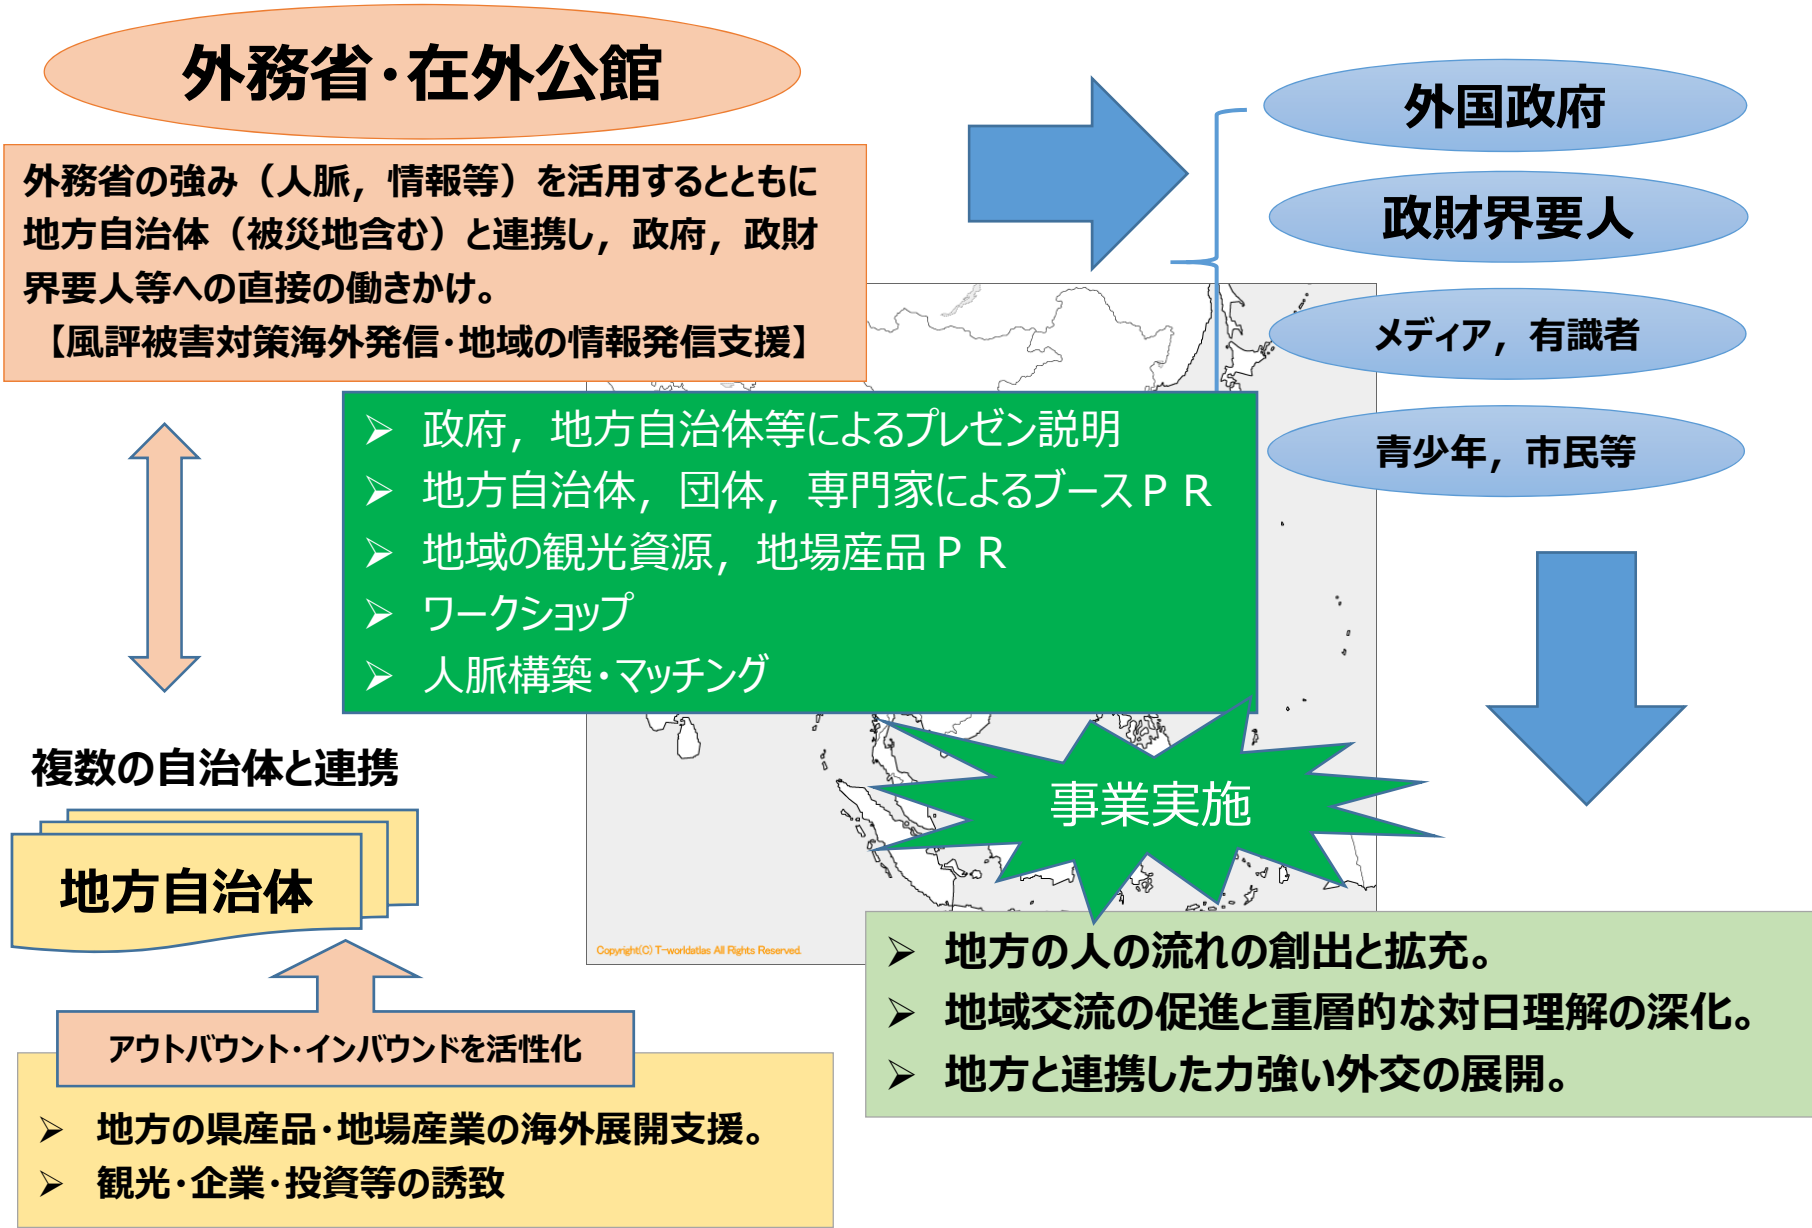 外務省･在外公館
外務省の強み（人脈，情報等）を活用するとともに
地方自治体（被災地含む）と連携し，政府，政財
界要人等への直接の働きかけ。
【風評被害対策海外発信･地域の情報発信支援】
外国政府
政財界要人
メディア，有識者
青少年，市民等
➢ 政府，地方自治体等によるプレゼン説明
➢ 地方自治体，団体，専門家によるブースＰＲ
➢ 地域の観光資源，地場産品ＰＲ
➢ ワークショップ
➢ 人脈構築･マッチング
事業実施
複数の自治体と連携
地方自治体
アウトバウント･インバウンドを活性化
➢ 地方の県産品･地場産業の海外展開支援。
➢ 観光･企業･投資等の誘致
Copyright(C) T-worldatlas All Rights Reserved.
➢ 地方の人の流れの創出と拡充。
➢ 地域交流の促進と重層的な対日理解の深化。
➢ 地方と連携した力強い外交の展開。